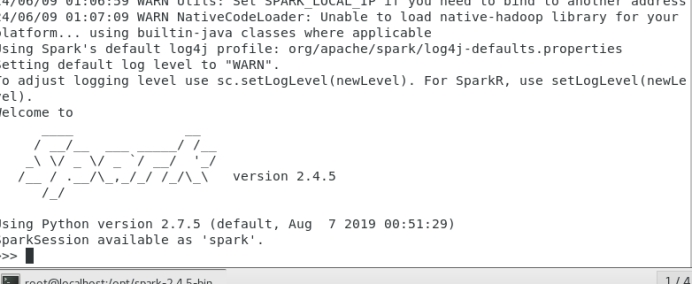 24/06/09 01:06:59 WARN Utils: Set SPARK_LOCAL_IP if you need to bind to another address
24/06/09 01:07:09 WARN NativeCodeLoader: Unable to load native-hadoop library for your
platform... using builtin-java classes where applicable
Using Spark's default log4j profile: org/apache/spark/log4j-defaults.properties
Setting default log level to "WARN".
To adjust logging level use sc.setLogLevel(newLevel). For SparkR, use setLogLevel(newLe
vel).
Welcome to
      ____              __
     / __/__  ___ _____/ /__
    _\ \/ _ \/ _ `/ __/  '_/
   /__ / .__/\_,_/_/ /_/\_\   version 2.4.5
      /_/
Using Python version 2.7.5 (default, Aug  7 2019 00:51:29)
SparkSession available as 'spark'.
>>>
root@localhost:/opt/spark-2.4.5-bin
1 / 4